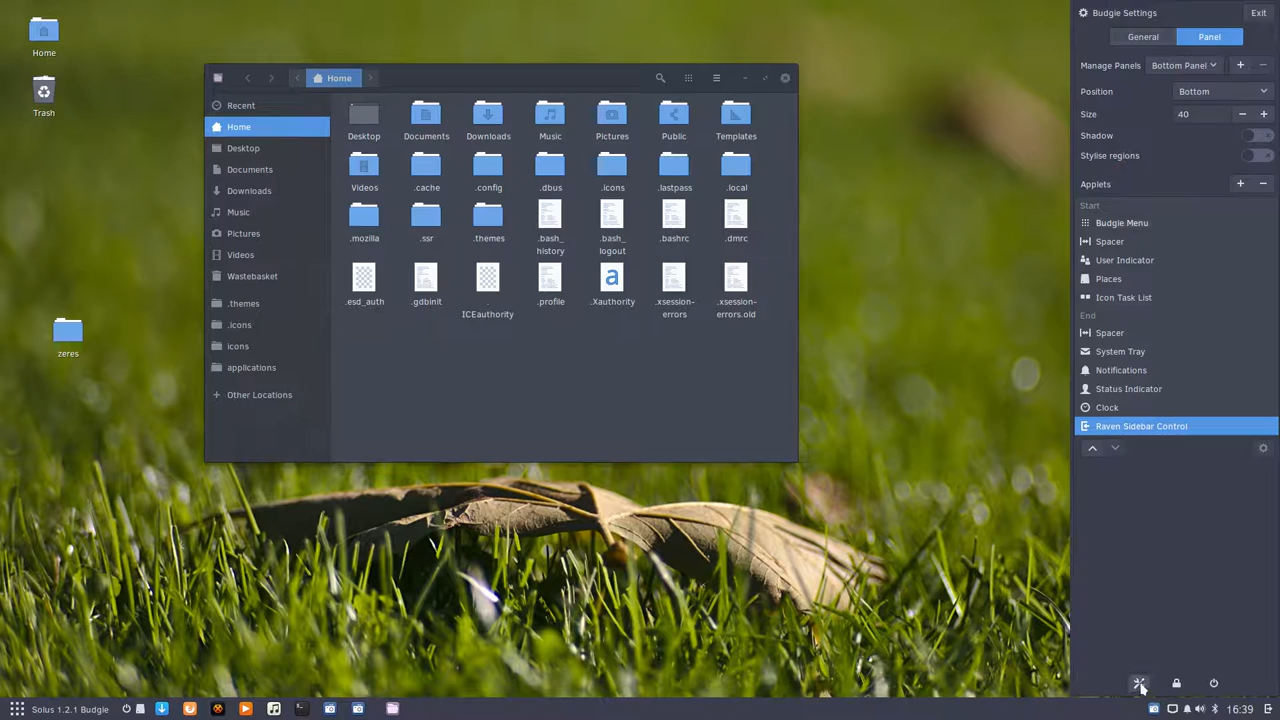 Home
Trash
zeres
Home
Recent
Home
Desktop
Documents
Downloads
Music
Pictures
Videos
Wastebasket
.themes
.icons
icons
applications
Other Locations
Desktop Documents Downloads Music Pictures Public Templates
Videos .cache .config .dbus .icons .lastpass .local
.mozilla .ssr .themes .bash_ .bash_ .bashrc .dmrc
history logout
.esd_auth .gdbinit . .profile .Xauthority .xsession- .xsession-
ICEauthority errors errors.old
a
Budgie Settings Exit
General Panel
Manage Panels Bottom Panel
Position Bottom
Size 40
Shadow
Stylise regions
Applets
Start
Budgie Menu
Spacer
User Indicator
Places
Icon Task List
End
Spacer
System Tray
Notifications
Status Indicator
Clock
Raven Sidebar Control
Solus 1.2.1 Budgie
16:39